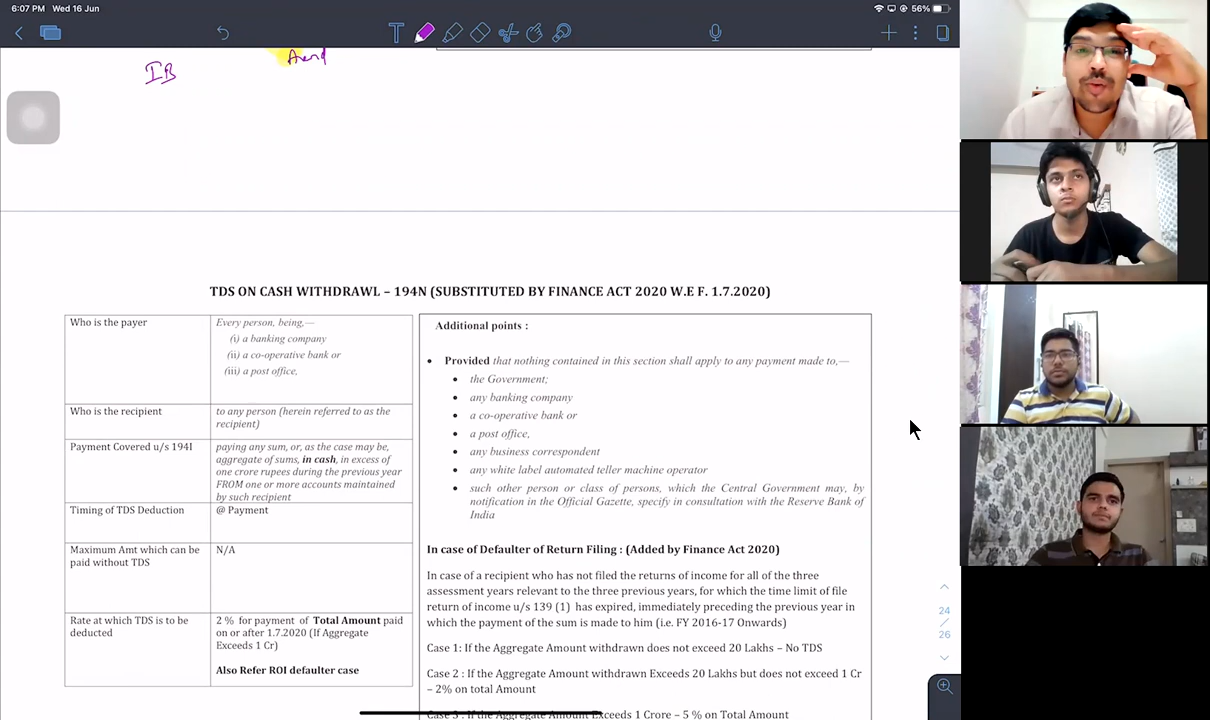 6:07 PM Wed 16 Jun
56%
Aend
IB
TDS ON CASH WITHDRAWL – 194N (SUBSTITUTED BY FINANCE ACT 2020 W.E F. 1.7.2020)
Who is the payer
Every person, being,—
(i) a banking company
(ii) a co-operative bank or
(iii) a post office,
Who is the recipient
to any person (herein referred to as the
recipient)
Payment Covered u/s 194I
paying any sum, or, as the case may be,
aggregate of sums, in cash, in excess of
one crore rupees during the previous year
FROM one or more accounts maintained
by such recipient
Timing of TDS Deduction
@ Payment
Maximum Amt which can be
paid without TDS
N/A
Rate at which TDS is to be
deducted
2 % for payment of Total Amount paid
on or after 1.7.2020 (If Aggregate
Exceeds 1 Cr)
Also Refer ROI defaulter case
Additional points :
• Provided that nothing contained in this section shall apply to any payment made to,—
• the Government;
• any banking company
• a co-operative bank or
• a post office,
• any business correspondent
• any white label automated teller machine operator
• such other person or class of persons, which the Central Government may, by
notification in the Official Gazette, specify in consultation with the Reserve Bank of
India
In case of Defaulter of Return Filing : (Added by Finance Act 2020)
In case of a recipient who has not filed the returns of income for all of the three
assessment years relevant to the three previous years, for which the time limit of file
return of income u/s 139 (1) has expired, immediately preceding the previous year in
which the payment of the sum is made to him (i.e. FY 2016-17 Onwards)
Case 1: If the Aggregate Amount withdrawn does not exceed 20 Lakhs – No TDS
Case 2 : If the Aggregate Amount withdrawn Exceeds 20 Lakhs but does not exceed 1 Cr
– 2% on total Amount
Case 3 : If the Aggregate Amount Exceeds 1 Crore – 5 % on Total Amount
24
/
26